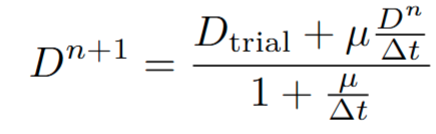 $D^{n+1} = \frac{D_{\text{trial}} + \mu \frac{D^n}{\Delta t}}{1 + \frac{\mu}{\Delta t}}$